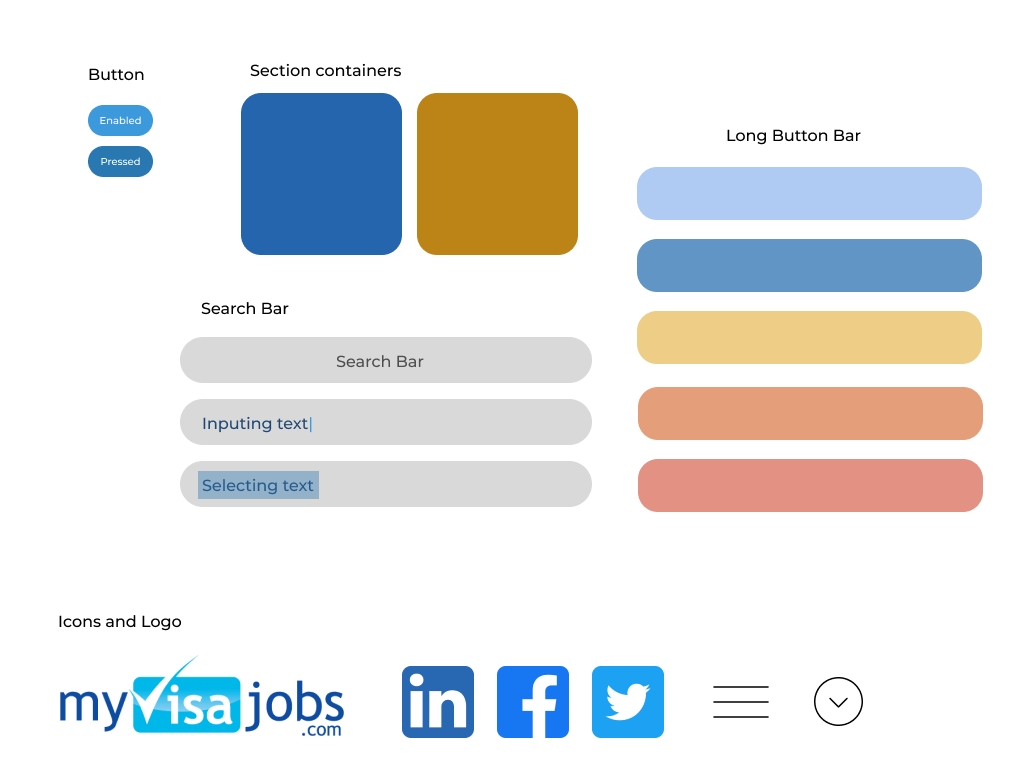 Button
Section containers
Enabled
Pressed
Long Button Bar
Search Bar
Search Bar
Inputing text|
Selecting text
Icons and Logo
myVisajobs
.com
in
f